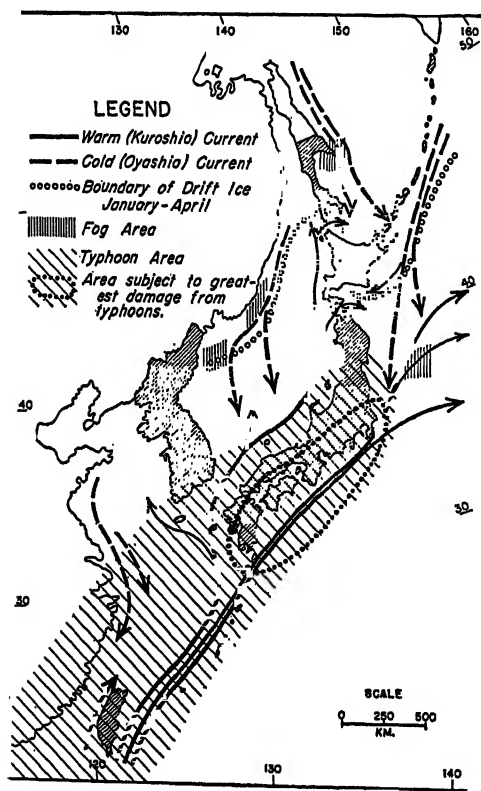 130 140 150 160
50
LEGEND
Warm (Kuroshio) Current
Cold (Oyashio) Current
Boundary of Drift Ice
January-April
Fog Area
Typhoon Area
Area subject to great-
est damage from
typhoons.
40
40
30
30
SCALE
0 250 500
KM.
120 130 140